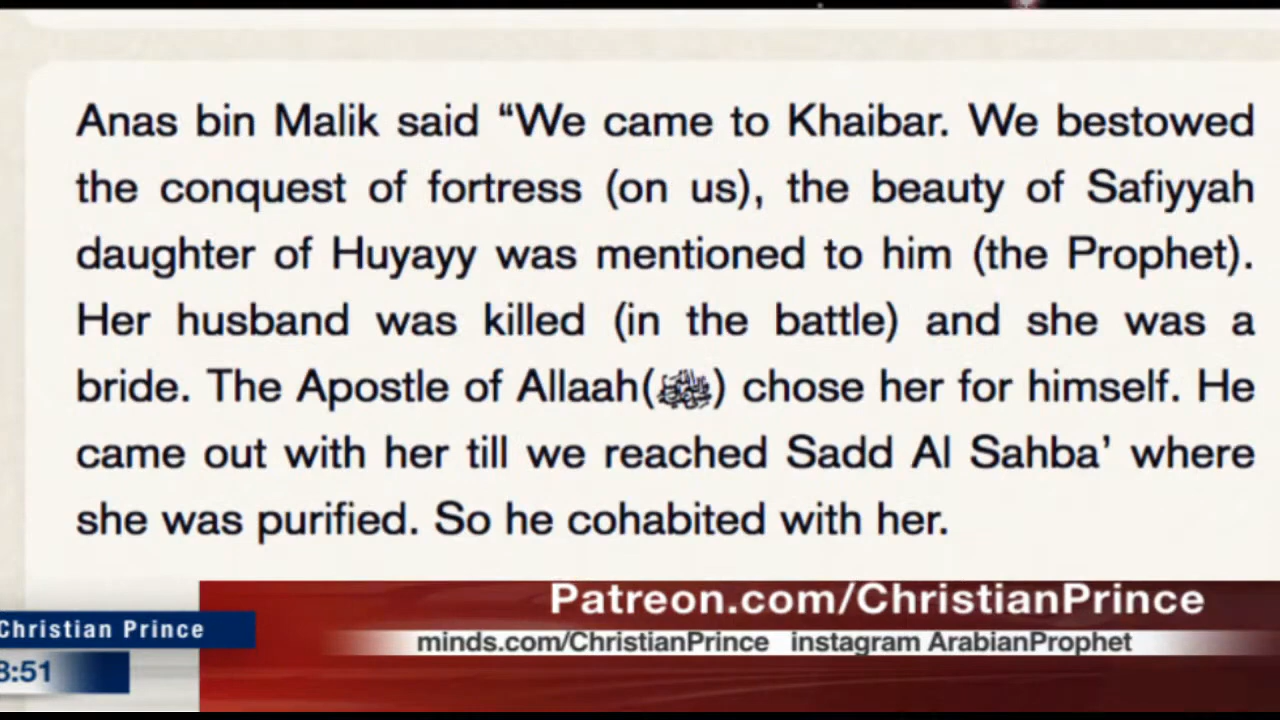 Anas bin Malik said “We came to Khaibar. We bestowed
the conquest of fortress (on us), the beauty of Safiyyah
daughter of Huyayy was mentioned to him (the Prophet).
Her husband was killed (in the battle) and she was a
bride. The Apostle of Allaah(ﷺ) chose her for himself. He
came out with her till we reached Sadd Al Sahba’ where
she was purified. So he cohabited with her.
Patreon.com/ChristianPrince
Christian Prince
minds.com/ChristianPrince instagram ArabianProphet
8:51